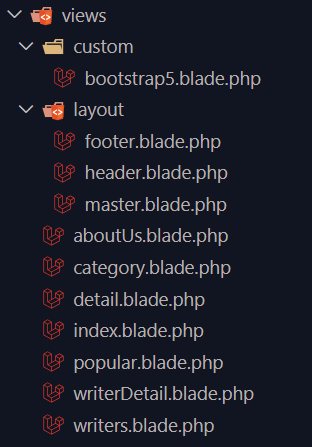 views
custom
bootstrap5.blade.php
layout
footer.blade.php
header.blade.php
master.blade.php
aboutUs.blade.php
category.blade.php
detail.blade.php
index.blade.php
popular.blade.php
writerDetail.blade.php
writers.blade.php